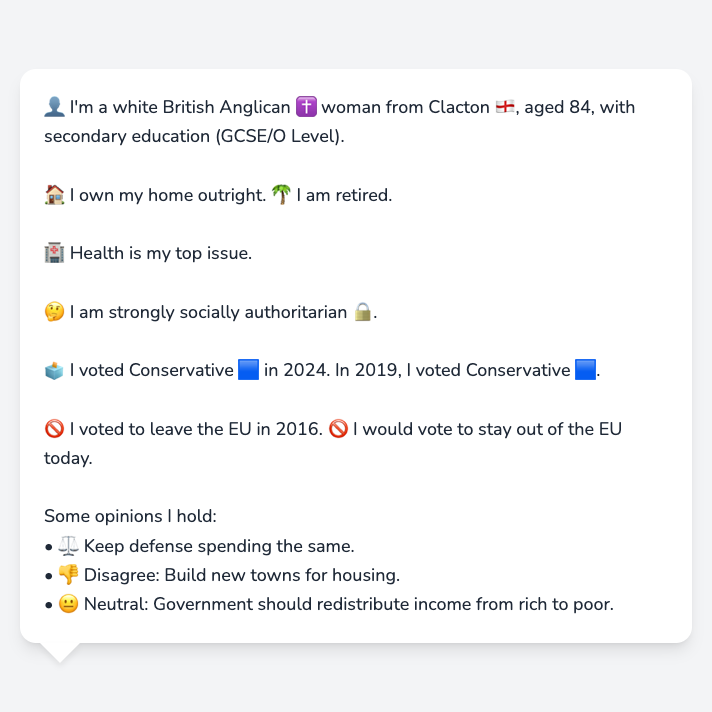 👤 I'm a white British Anglican ✝️ woman from Clacton 🏴󠁧󠁢󠁥󠁮󠁧󠁿, aged 84, with
secondary education (GCSE/O Level).
🏠 I own my home outright. 🌴 I am retired.
🏥 Health is my top issue.
🤔 I am strongly socially authoritarian 🔒.
🗳️ I voted Conservative 🟦 in 2024. In 2019, I voted Conservative 🟦.
🚫 I voted to leave the EU in 2016. 🚫 I would vote to stay out of the EU
today.
Some opinions I hold:
• ⚖️ Keep defense spending the same.
• 👎 Disagree: Build new towns for housing.
• 😐 Neutral: Government should redistribute income from rich to poor.